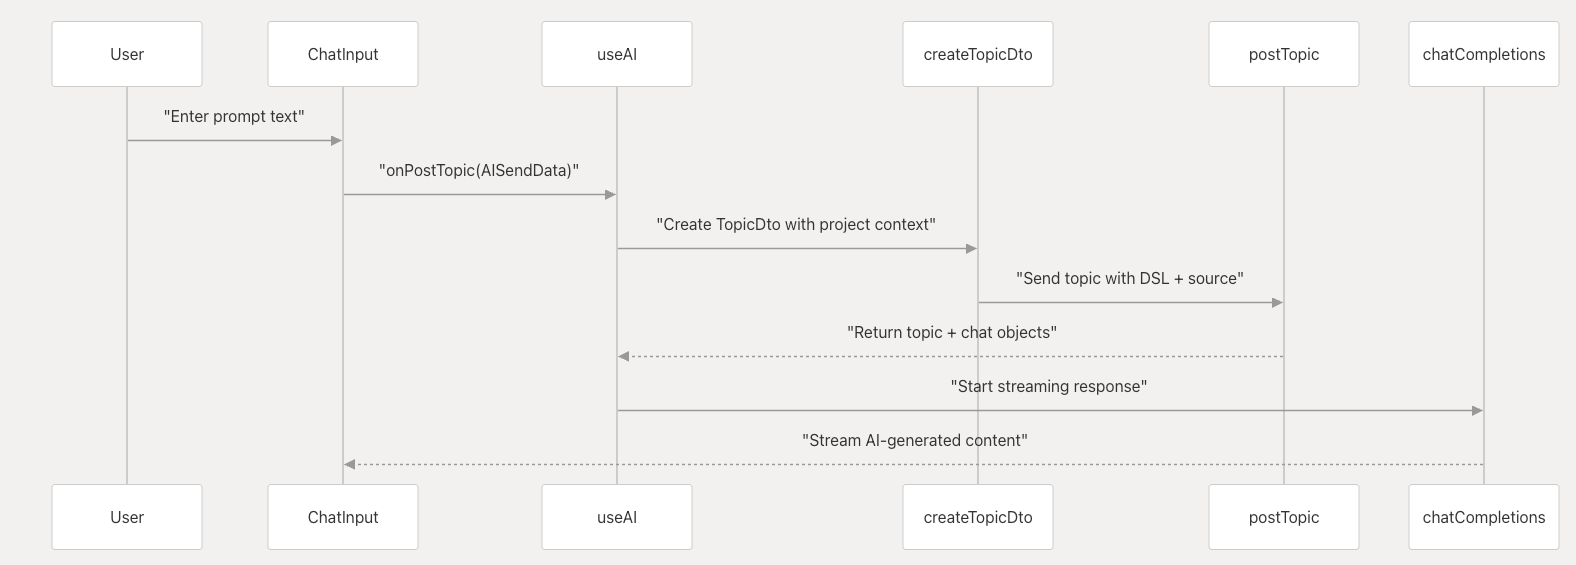 User
ChatInput
useAI
createTopicDto
postTopic
chatCompletions
"Enter prompt text"
"onPostTopic(AISendData)"
"Create TopicDto with project context"
"Send topic with DSL + source"
"Return topic + chat objects"
"Start streaming response"
"Stream AI-generated content"
User
ChatInput
useAI
createTopicDto
postTopic
chatCompletions